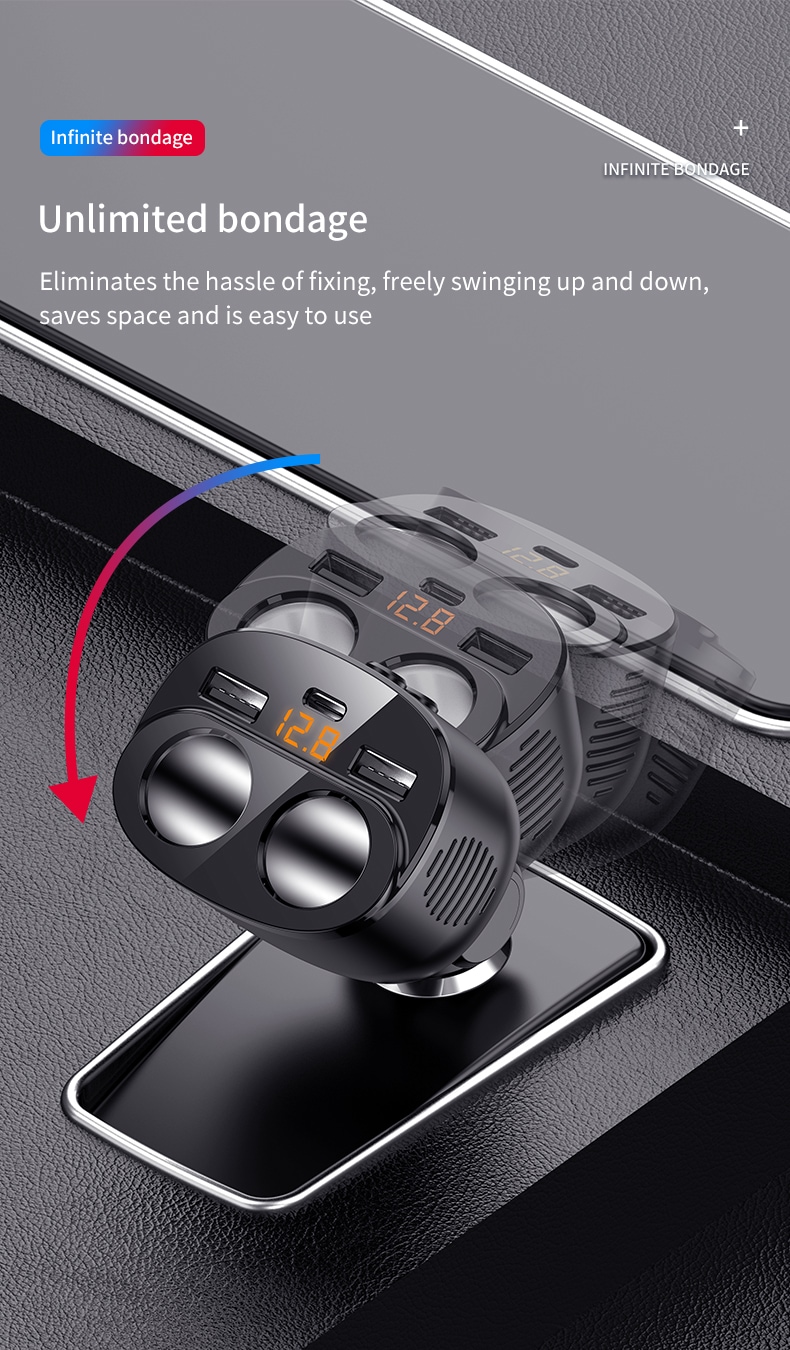 Infinite bondage
+
INFINITE BONDAGE
Unlimited bondage
Eliminates the hassle of fixing, freely swinging up and down,
saves space and is easy to use
12.8
12.8
12.8